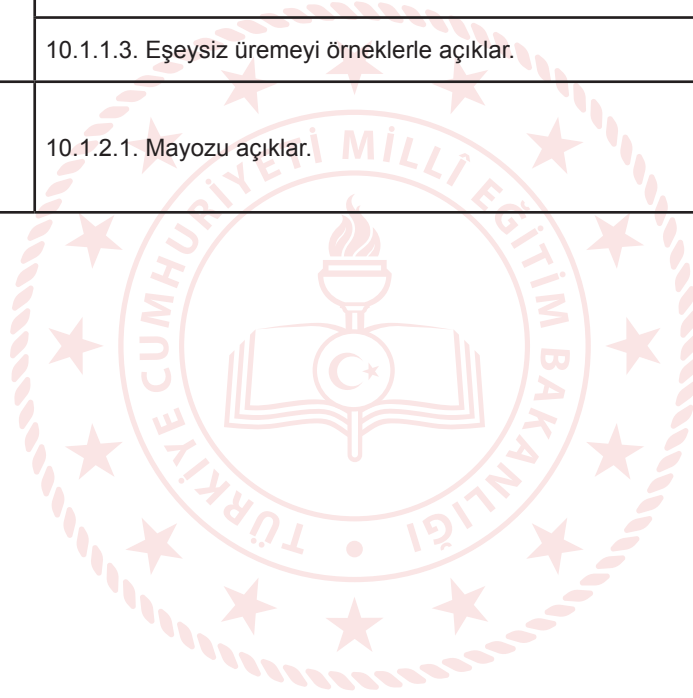 10.1.1.3. Eşeysiz üremeyi örneklerle açıklar.
10.1.2.1. Mayozu açıklar.
TÜRKİYE CUMHURİYETİ MİLLÎ EĞİTİM BAKANLIĞI